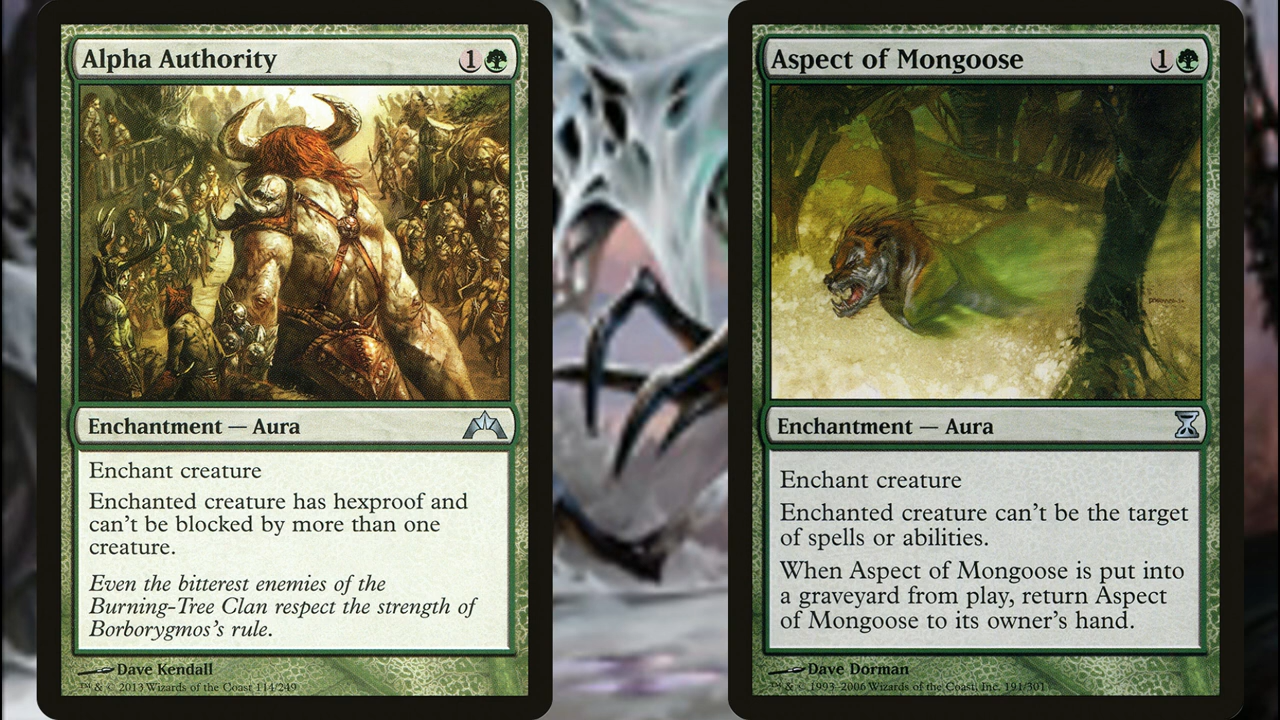 Alpha Authority
1
Enchantment — Aura
Enchant creature
Enchanted creature has hexproof and
can't be blocked by more than one
creature.
Even the bitterest enemies of the
Burning-Tree Clan respect the strength of
Borborygmos's rule.
Dave Kendall
™ & © 2013 Wizards of the Coast 114/249
Aspect of Mongoose
1
Enchantment — Aura
Enchant creature
Enchanted creature can't be the target
of spells or abilities.
When Aspect of Mongoose is put into
a graveyard from play, return Aspect
of Mongoose to its owner's hand.
Dave Dorman
™ & © 1993–2006 Wizards of the Coast, Inc. 191/301